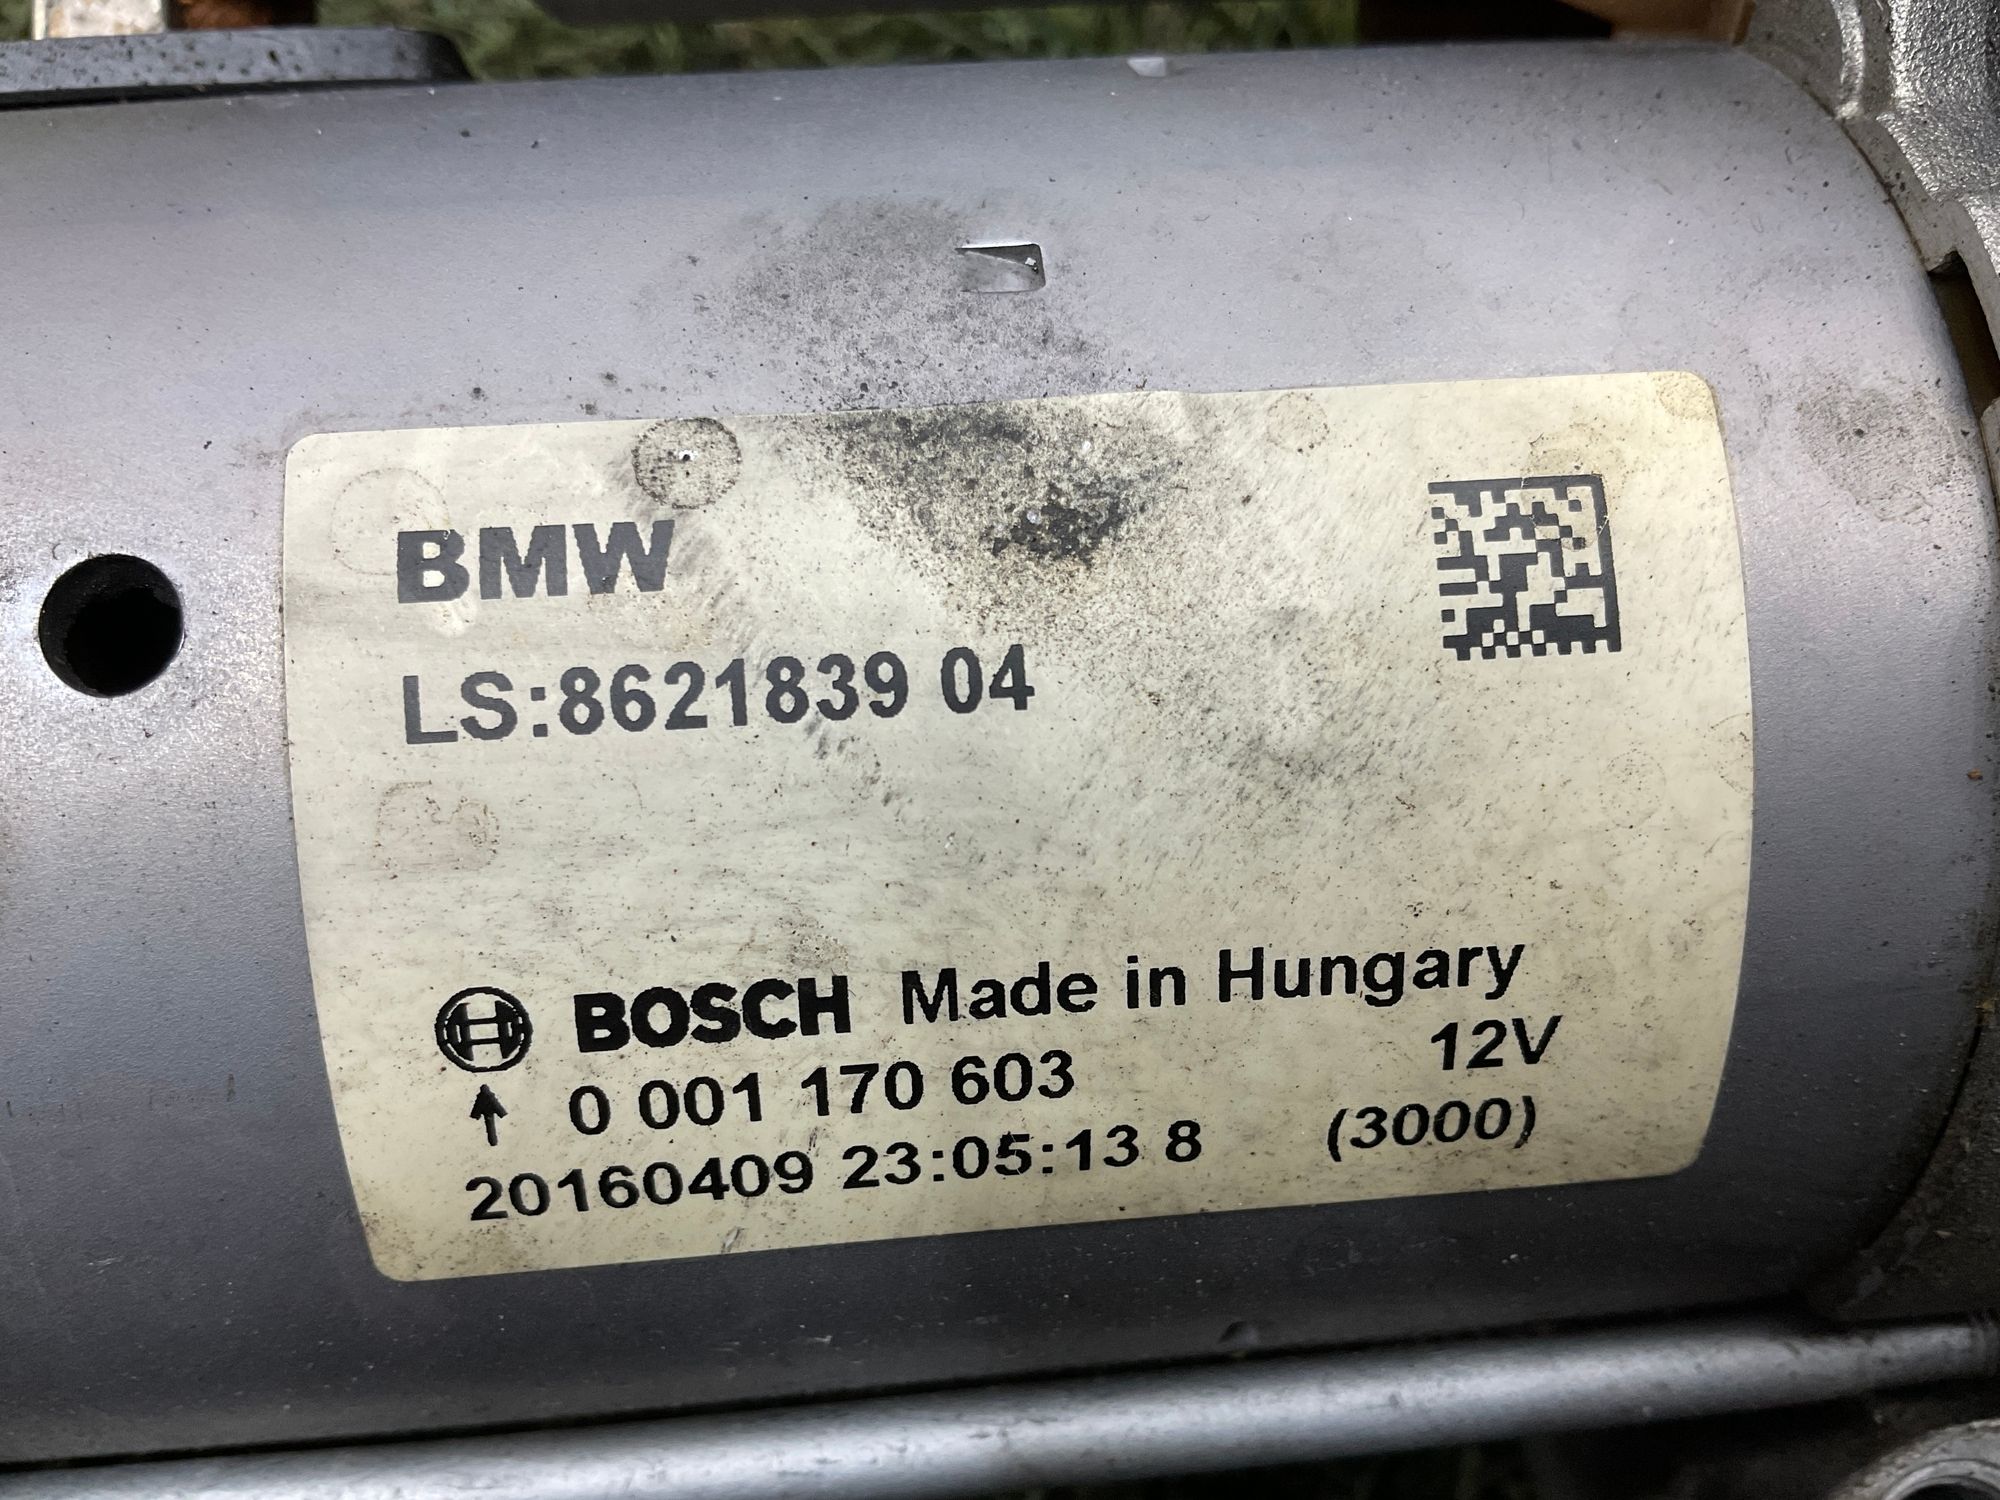 BMW
LS:8621839 04
BOSCH Made in Hungary
↑ 0 001 170 603 12V
20160409 23:05:13 8 (3000)